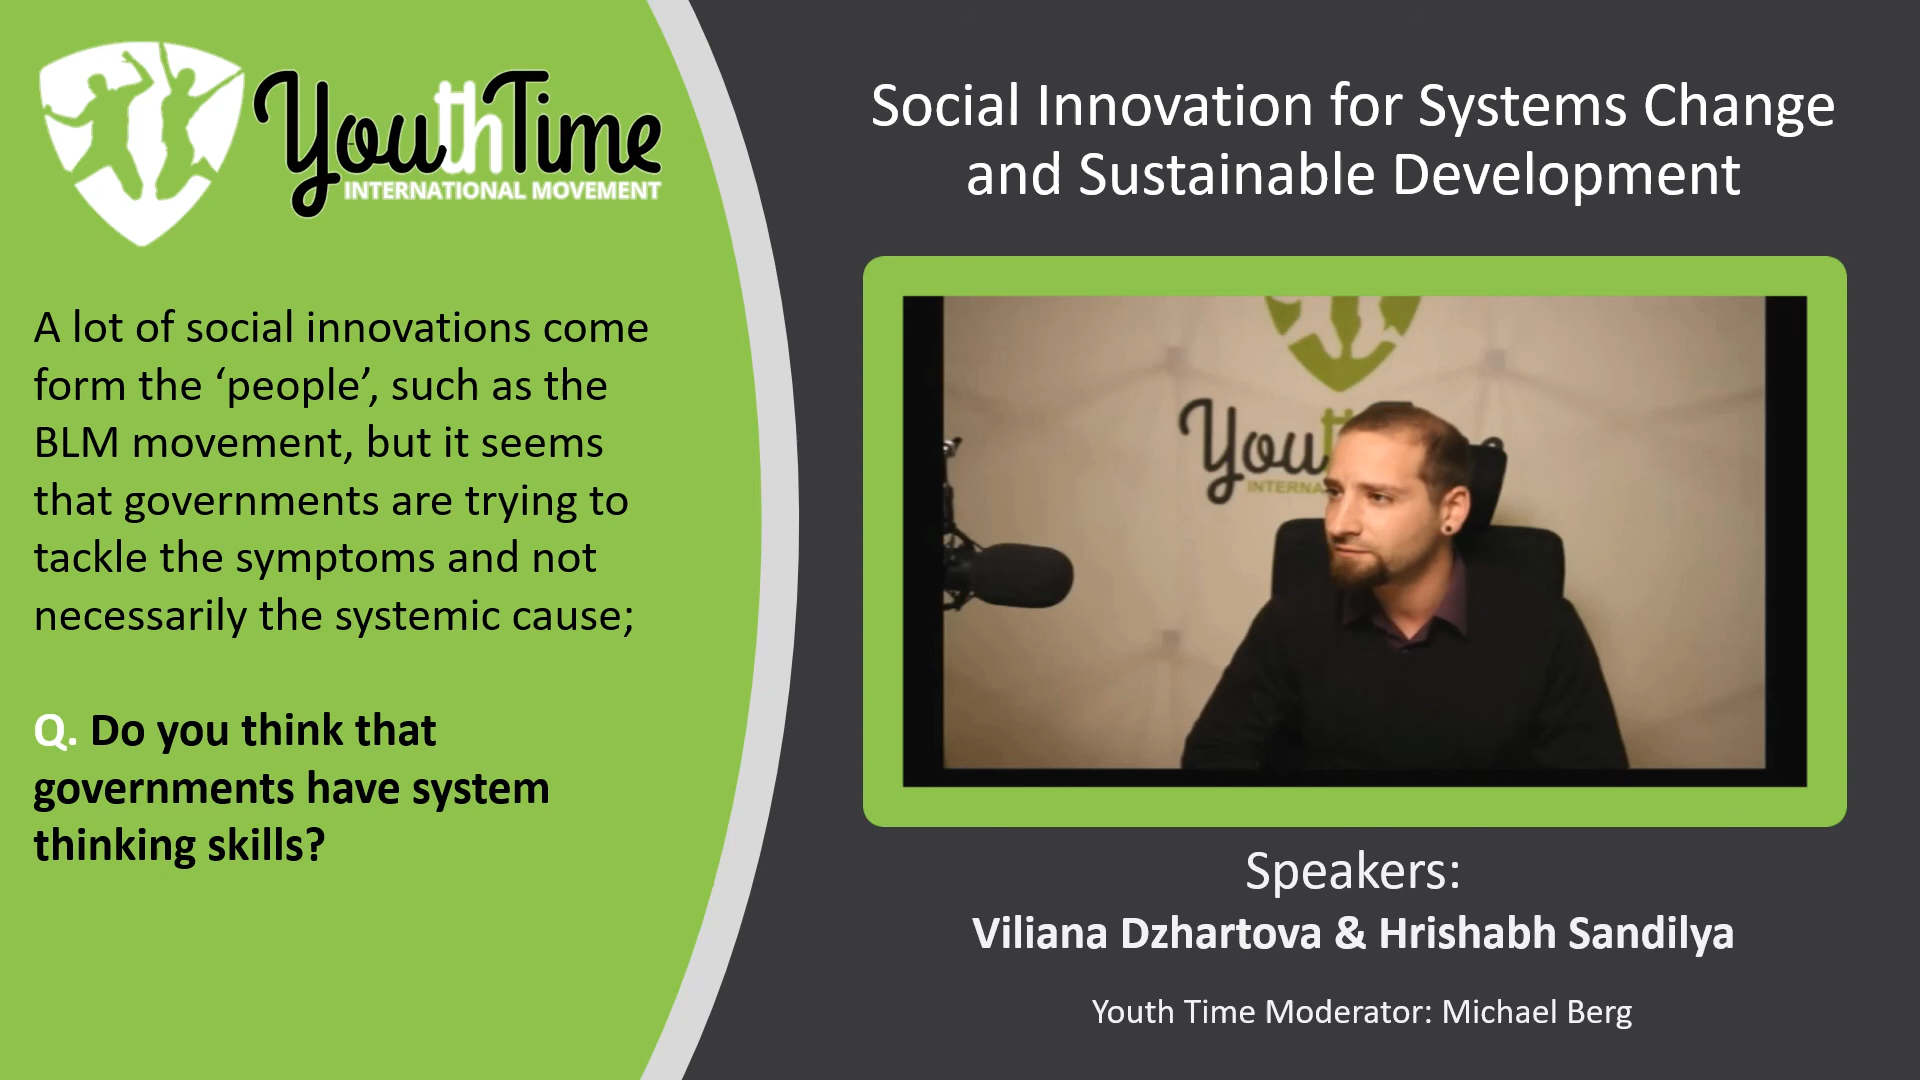 YouthTime
INTERNATIONAL MOVEMENT
A lot of social innovations come
form the ‘people’, such as the
BLM movement, but it seems
that governments are trying to
tackle the symptoms and not
necessarily the systemic cause;
Q. Do you think that
governments have system
thinking skills?
Social Innovation for Systems Change
and Sustainable Development
Yout
INTERNA
Speakers:
Viliana Dzhartova & Hrishabh Sandilya
Youth Time Moderator: Michael Berg